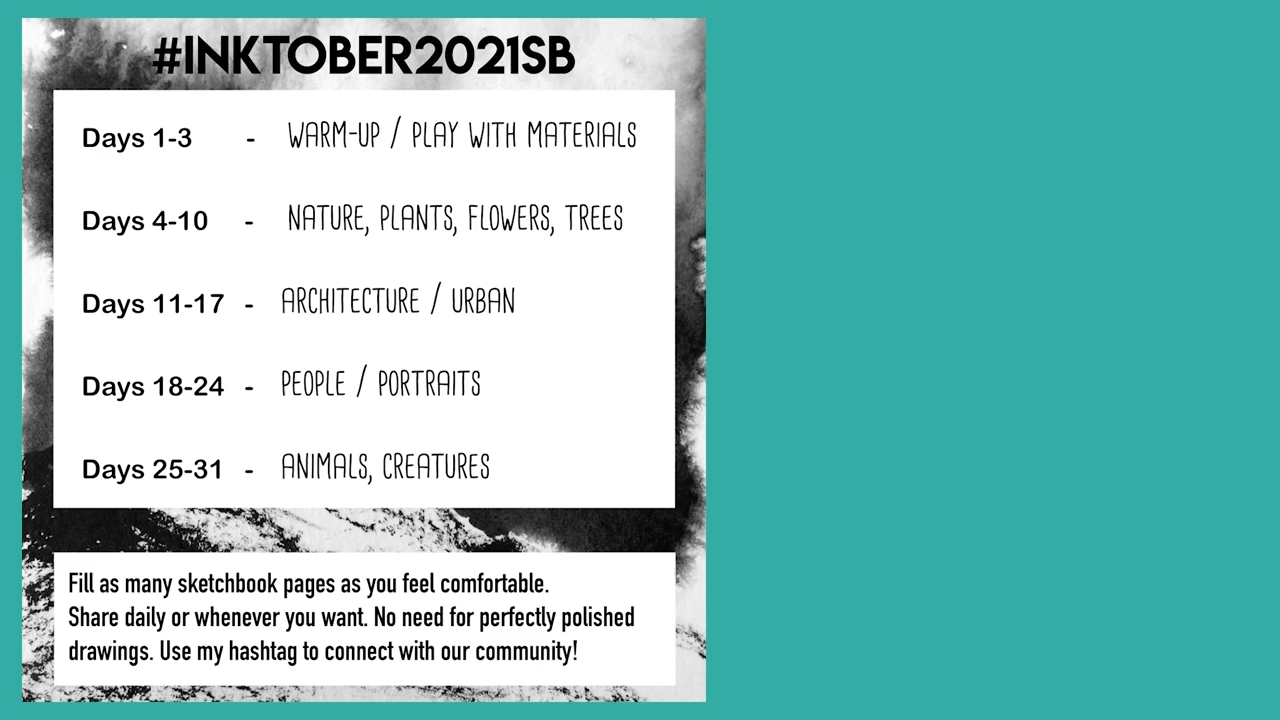 #INKTOBER2021SB
Days 1-3 - WARM-UP / PLAY WITH MATERIALS
Days 4-10 - NATURE, PLANTS, FLOWERS, TREES
Days 11-17 - ARCHITECTURE / URBAN
Days 18-24 - PEOPLE / PORTRAITS
Days 25-31 - ANIMALS, CREATURES
Fill as many sketchbook pages as you feel comfortable.
Share daily or whenever you want. No need for perfectly polished
drawings. Use my hashtag to connect with our community!